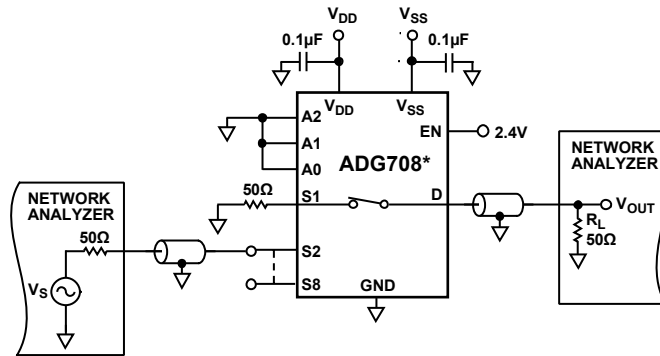 VDD
VSS
0.1µF
0.1µF
VDD
VSS
A2
A1
A0
EN
2.4V
ADG708*
50Ω
S1
D
NETWORK
ANALYZER
50Ω
VS
S2
S8
GND
NETWORK
ANALYZER
VOUT
RL
50Ω